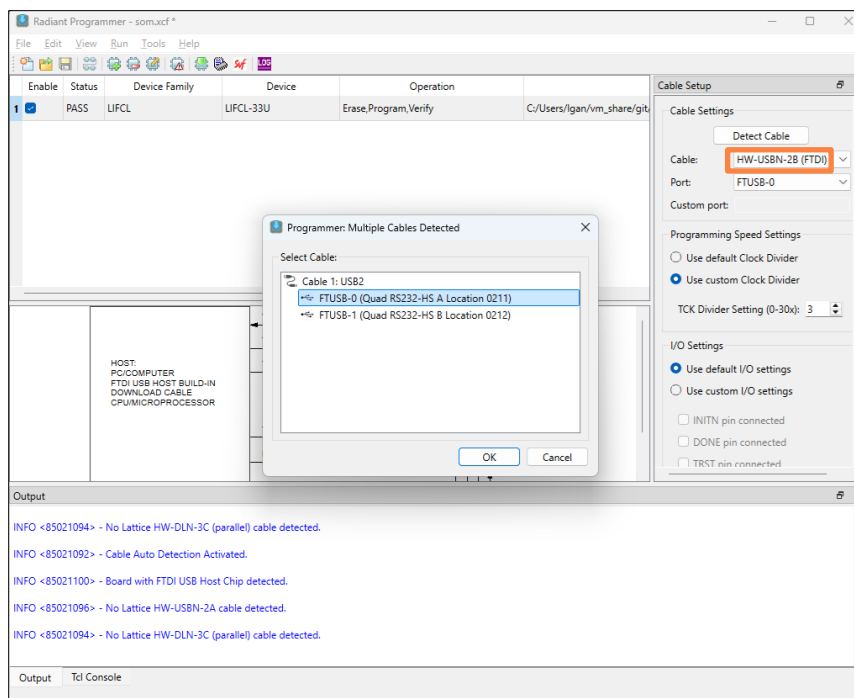 Radiant Programmer - som.xcf *
File Edit View Run Tools Help
Enable Status Device Family Device Operation
1 PASS LIFCL LIFCL-33U Erase,Program,Verify C:/Users/lgan/vm_share/git/
Cable Setup
Cable Settings
Detect Cable
Cable: HW-USBN-2B (FTDI)
Port: FTUSB-0
Custom port:
Programming Speed Settings
Use default Clock Divider
Use custom Clock Divider
TCK Divider Setting (0-30x): 3
I/O Settings
Use default I/O settings
Use custom I/O settings
INITN pin connected
DONE pin connected
TRST pin connected
Programmer: Multiple Cables Detected
Select Cable:
Cable 1: USB2
FTUSB-0 (Quad RS232-HS A Location 0211)
FTUSB-1 (Quad RS232-HS B Location 0212)
OK Cancel
HOST:
PC/COMPUTER
FTDI USB HOST BUILD-IN
DOWNLOAD CABLE
CPU/MICROPROCESSOR
Output
INFO <85021094> - No Lattice HW-DLN-3C (parallel) cable detected.
INFO <85021092> - Cable Auto Detection Activated.
INFO <85021100> - Board with FTDI USB Host Chip detected.
INFO <85021096> - No Lattice HW-USBN-2A cable detected.
INFO <85021094> - No Lattice HW-DLN-3C (parallel) cable detected.
Output Tcl Console